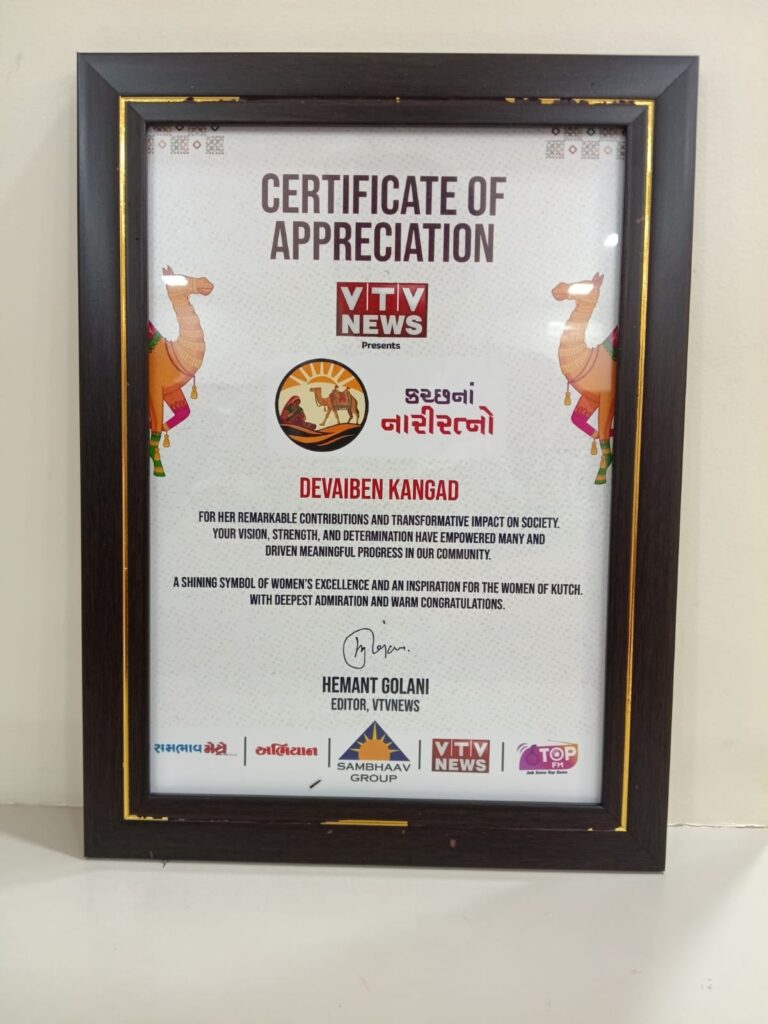 CERTIFICATE OF
APPRECIATION
VTV
NEWS
Presents
કચ્છનાં
નારીરત્નો
DEVAIBEN KANGAD
FOR HER REMARKABLE CONTRIBUTIONS AND TRANSFORMATIVE IMPACT ON SOCIETY.
YOUR VISION, STRENGTH, AND DETERMINATION HAVE EMPOWERED MANY AND
DRIVEN MEANINGFUL PROGRESS IN OUR COMMUNITY.
A SHINING SYMBOL OF WOMEN'S EXCELLENCE AND AN INSPIRATION FOR THE WOMEN OF KUTCH.
WITH DEEPEST ADMIRATION AND WARM CONGRATULATIONS.
HEMANT GOLANI
EDITOR, VTVNEWS
સમભાવ મેટ્રો
અભિયાન
SAMBHAAV
GROUP
VTV
NEWS
TOP
FM